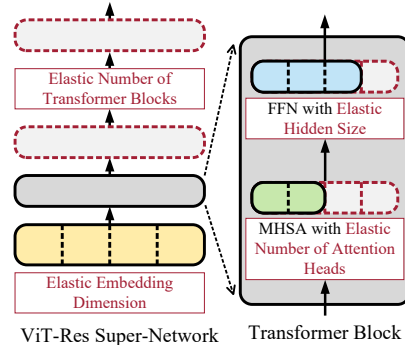 Elastic Number of
Transformer Blocks
Elastic Embedding
Dimension
ViT-Res Super-Network
FFN with Elastic
Hidden Size
MHSA with Elastic
Number of Attention
Heads
Transformer Block